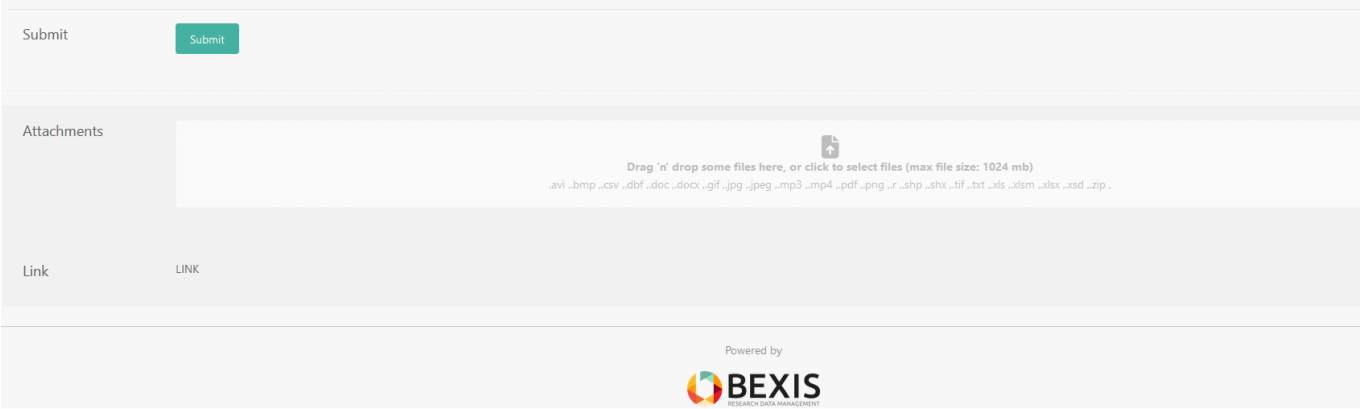 Submit
Submit
Attachments
Drag 'n' drop some files here, or click to select files (max file size: 1024 mb)
.avi ,.bmp ,.csv ,.dbf ,.doc ,.docx ,.gif ,.jpg ,.jpeg ,.mp3 ,.mp4 ,.pdf ,.png ,.r ,.shp ,.shx ,.tif ,.txt ,.xls ,.xlsm ,.xlsx ,.xsd ,.zip ,
Link
LINK
Powered by
BEXIS
RESEARCH DATA MANAGEMENT